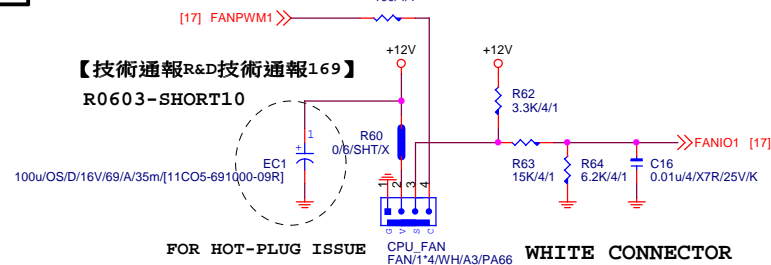 [17] FANPWM1
+12V
+12V
【技術通報R&D技術通報169】
R0603-SHORT10
R62
3.3K/4/1
1
+
R60
0/6/SHT/X
EC1
100u/OS/D/16V/69/A/35m/[11CO5-691000-09R]
FANIO1 [17]
R63
15K/4/1
R64
6.2K/4/1
C16
0.01u/4/X7R/25V/K
1 2 3 4
G V S C
FOR HOT-PLUG ISSUE
CPU_FAN
FAN/1*4/WH/A3/PA66
WHITE CONNECTOR